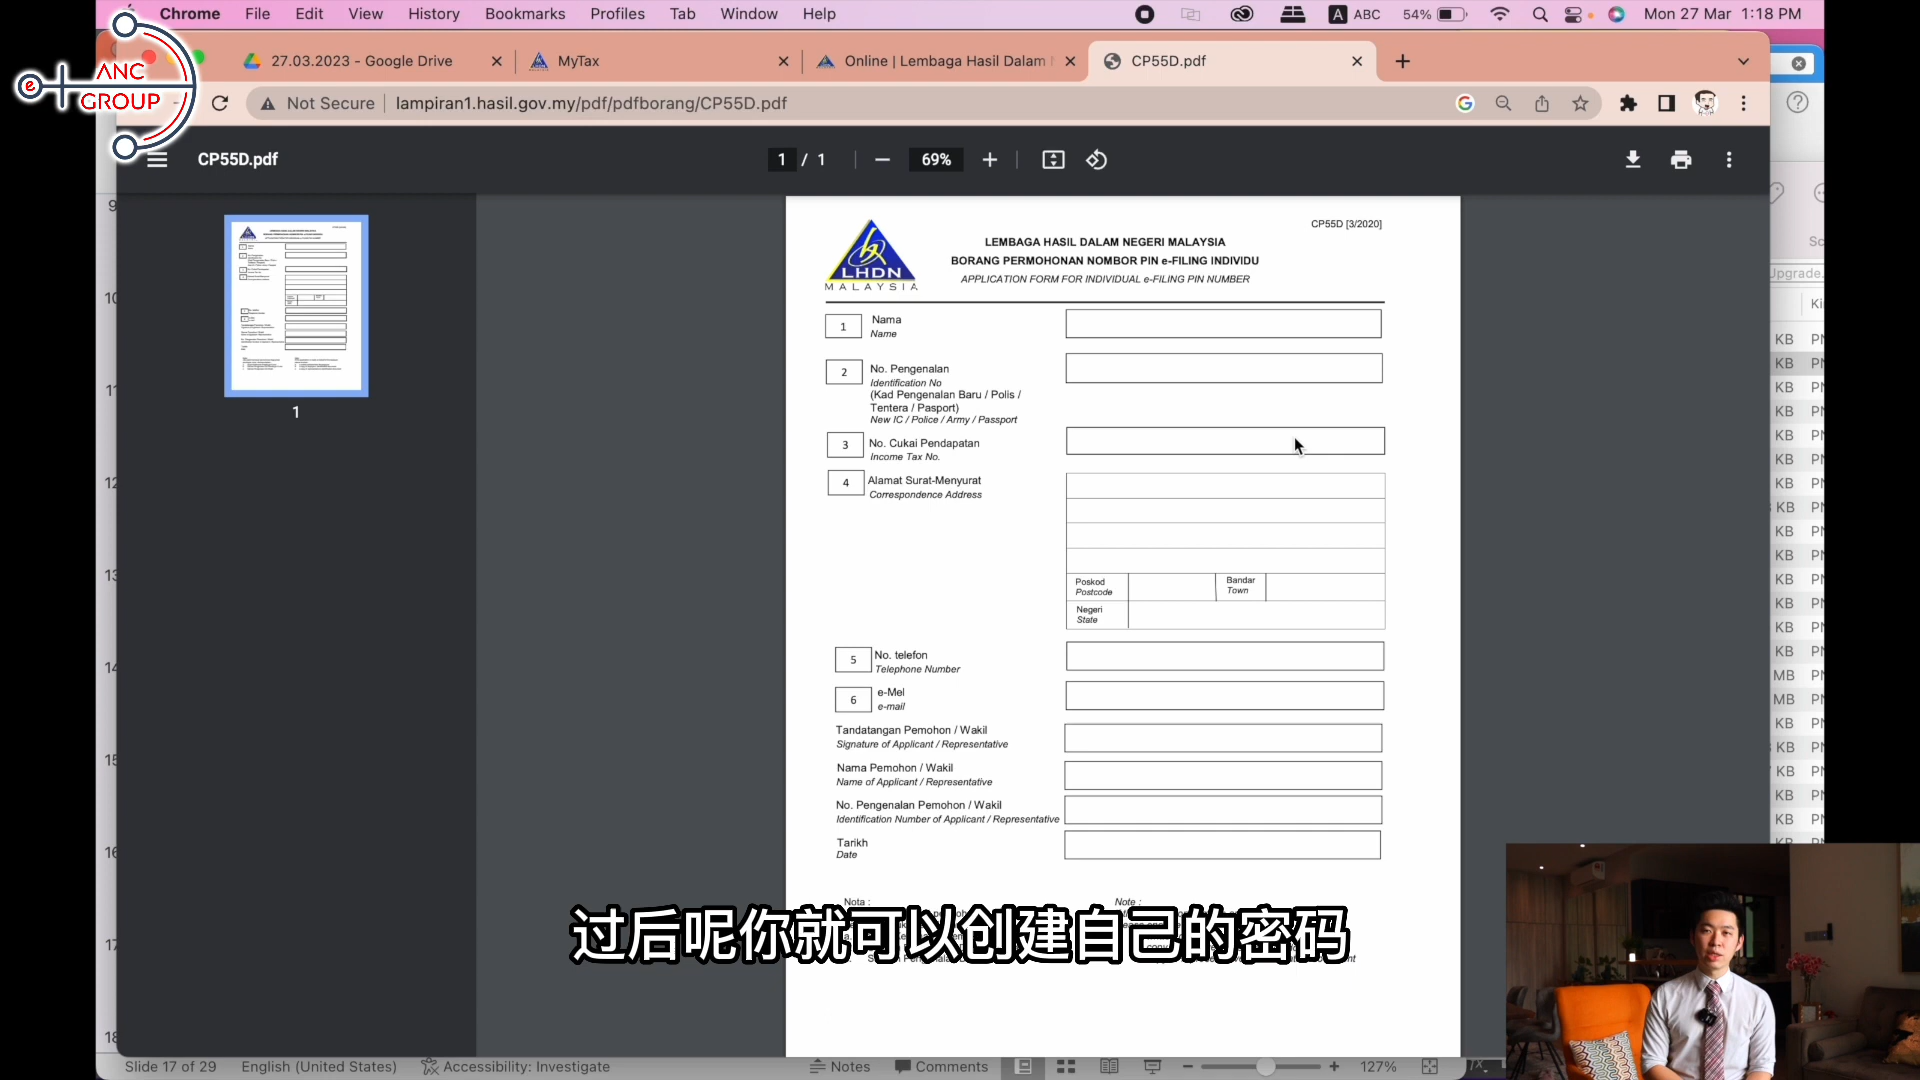 Chrome File Edit View History Bookmarks Profiles Tab Window Help
ABC 54% Mon 27 Mar 1:18 PM
e ANC GROUP
27.03.2023 - Google Drive
MyTax
Online | Lembaga Hasil Dalam
CP55D.pdf
Not Secure lampiran1.hasil.gov.my/pdf/pdfborang/CP55D.pdf
CP55D.pdf
1 / 1
69%
1
CP55D [3/2020]
LHDN
MALAYSIA
LEMBAGA HASIL DALAM NEGERI MALAYSIA
BORANG PERMOHONAN NOMBOR PIN e-FILING INDIVIDU
APPLICATION FORM FOR INDIVIDUAL e-FILING PIN NUMBER
1 Nama
Name
2 No. Pengenalan
Identification No
(Kad Pengenalan Baru / Polis /
Tentera / Pasport)
New IC / Police / Army / Passport
3 No. Cukai Pendapatan
Income Tax No.
4 Alamat Surat-Menyurat
Correspondence Address
Poskod
Postcode
Bandar
Town
Negeri
State
5 No. telefon
Telephone Number
6 e-Mel
e-mail
Tandatangan Pemohon / Wakil
Signature of Applicant / Representative
Nama Pemohon / Wakil
Name of Applicant / Representative
No. Pengenalan Pemohon / Wakil
Identification Number of Applicant / Representative
Tarikh
Date
Nota :
Note :
过后呢你就可以创建自己的密码
Slide 17 of 29 English (United States) Accessibility: Investigate Notes Comments 127%